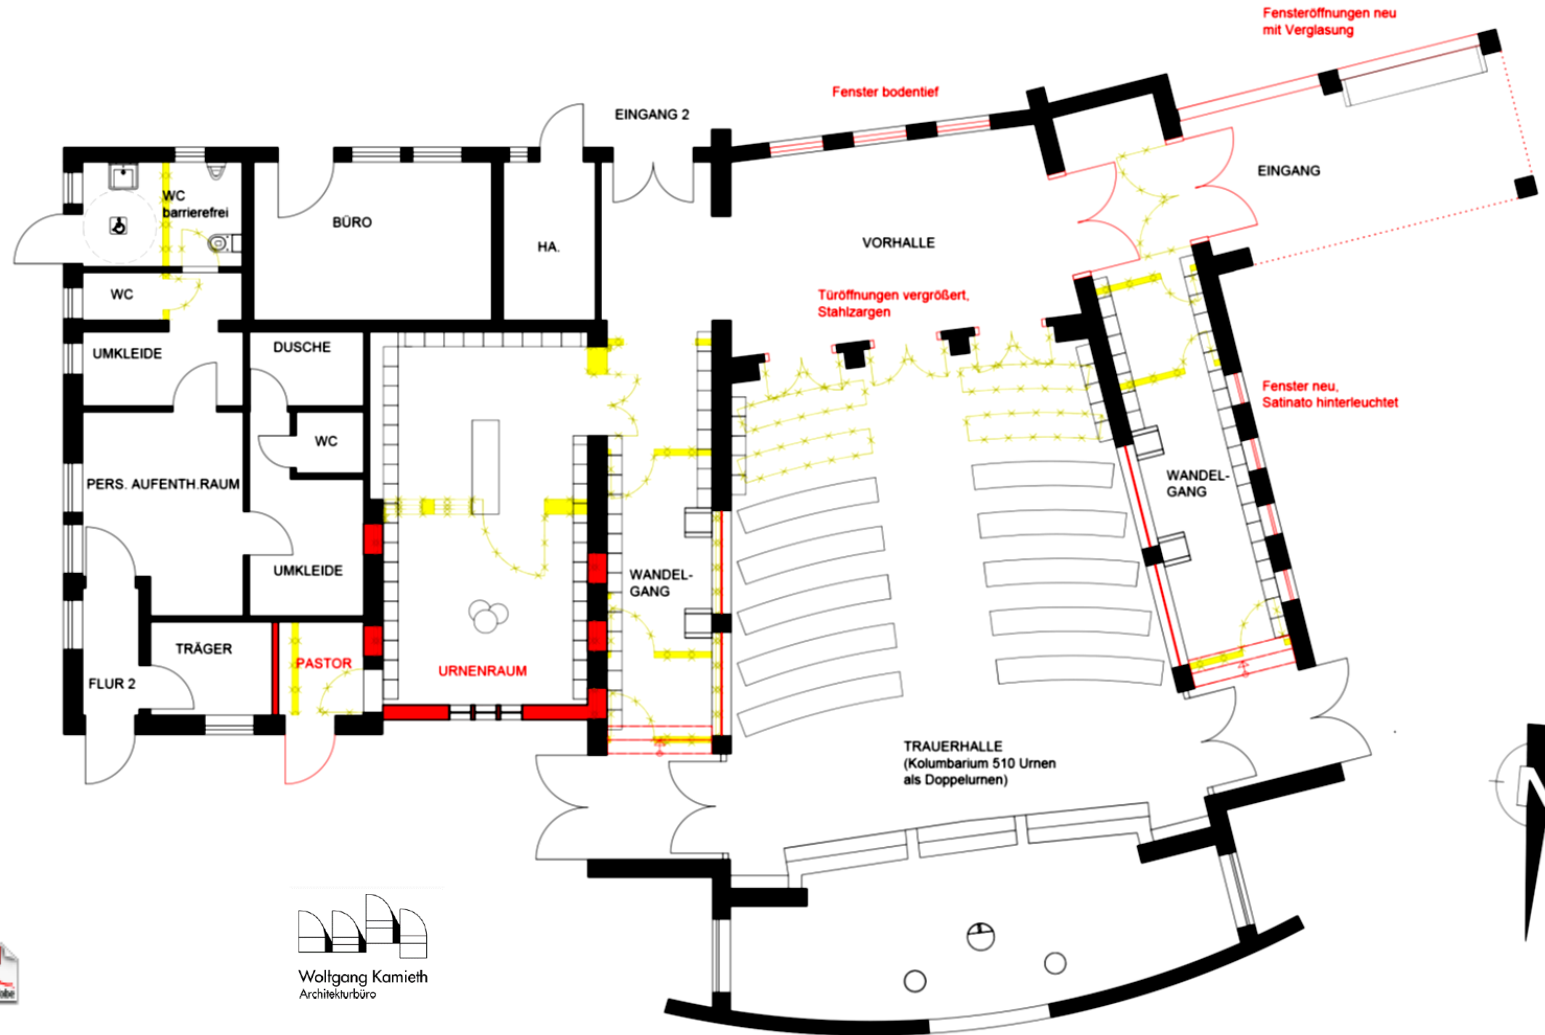 Fensteröffnungen neu
mit Verglasung
Fenster bodentief
EINGANG 2
EINGANG
WC
barrierefrei
BÜRO
HA.
VORHALLE
WC
Türöffnungen vergrößert,
Stahlzargen
UMKLEIDE
DUSCHE
Fenster neu,
Satinato hinterleuchtet
WC
PERS. AUFENTH.RAUM
WANDEL-
GANG
UMKLEIDE
WANDEL-
GANG
TRÄGER
PASTOR
URNENRAUM
FLUR 2
TRAUERHALLE
(Kolumbarium 510 Urnen
als Doppelurnen)
N
Wolfgang Kamieth
Architekturbüro